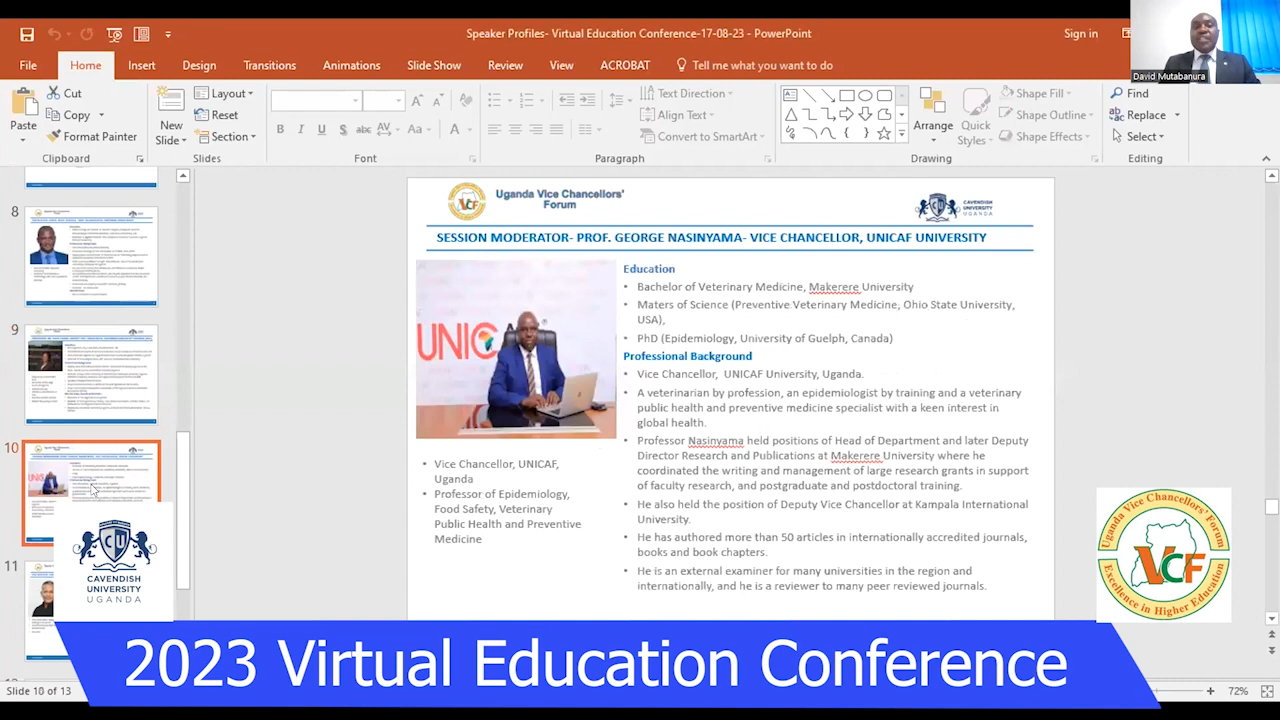 Speaker Profiles- Virtual Education Conference-17-08-23 - PowerPoint
Sign in
David Mutabanura
File Home Insert Design Transitions Animations Slide Show Review View ACROBAT Tell me what you want to do
Paste
Cut
Copy
Format Painter
Clipboard
New
Slide
Layout
Reset
Section
Slides
Font
Text Direction
Align Text
Convert to SmartArt
Paragraph
Arrange
Quick
Styles
Shape Fill
Shape Outline
Shape Effects
Drawing
Find
Replace
Select
Editing
8
9
10
11
Uganda Vice Chancellors'
Forum
VCF
CAVENDISH
UNIVERSITY
UGANDA
SESSION MODERATOR- PROF. GEORGE NASINYAMA- VICE CHANCELLOR, UNICAF UNIVERSITY
Vice Chancellor, UNICAF,
Uganda
• Professor of Epidemiology,
Food Safety, Veterinary
Public Health and Preventive
Medicine
Education
• Bachelor of Veterinary Medicine, Makerere University
• Maters of Science (Preventive Veterinary Medicine, Ohio State University,
USA),
• PhD (Epidemiology, University of Guelph, Canada)
Professional Background
• Vice Chancellor, UNICAF University-Uganda.
• A veterinarian by profession, an epidemiologist by training and a veterinary
public health and preventive medicine specialist with a keen interest in
global health.
• Professor Nasinyama held positions of Head of Department and later Deputy
Director Research and Publications at Makerere University where he
coordinated the writing and management of large research grants in support
of faculty research, and postgraduate and postdoctoral training.
• He also held the position of Deputy Vice Chancellor at Kampala International
University.
• He has authored more than 50 articles in internationally accredited journals,
books and book chapters.
• He is an external examiner for many universities in the region and
internationally, and he is a reviewer to many peer reviewed journals.
CU
CAVENDISH
UNIVERSITY
UGANDA
Uganda Vice Chancellors' Forum
VCF
Excellence in Higher Education
2023 Virtual Education Conference
Slide 10 of 13
72%